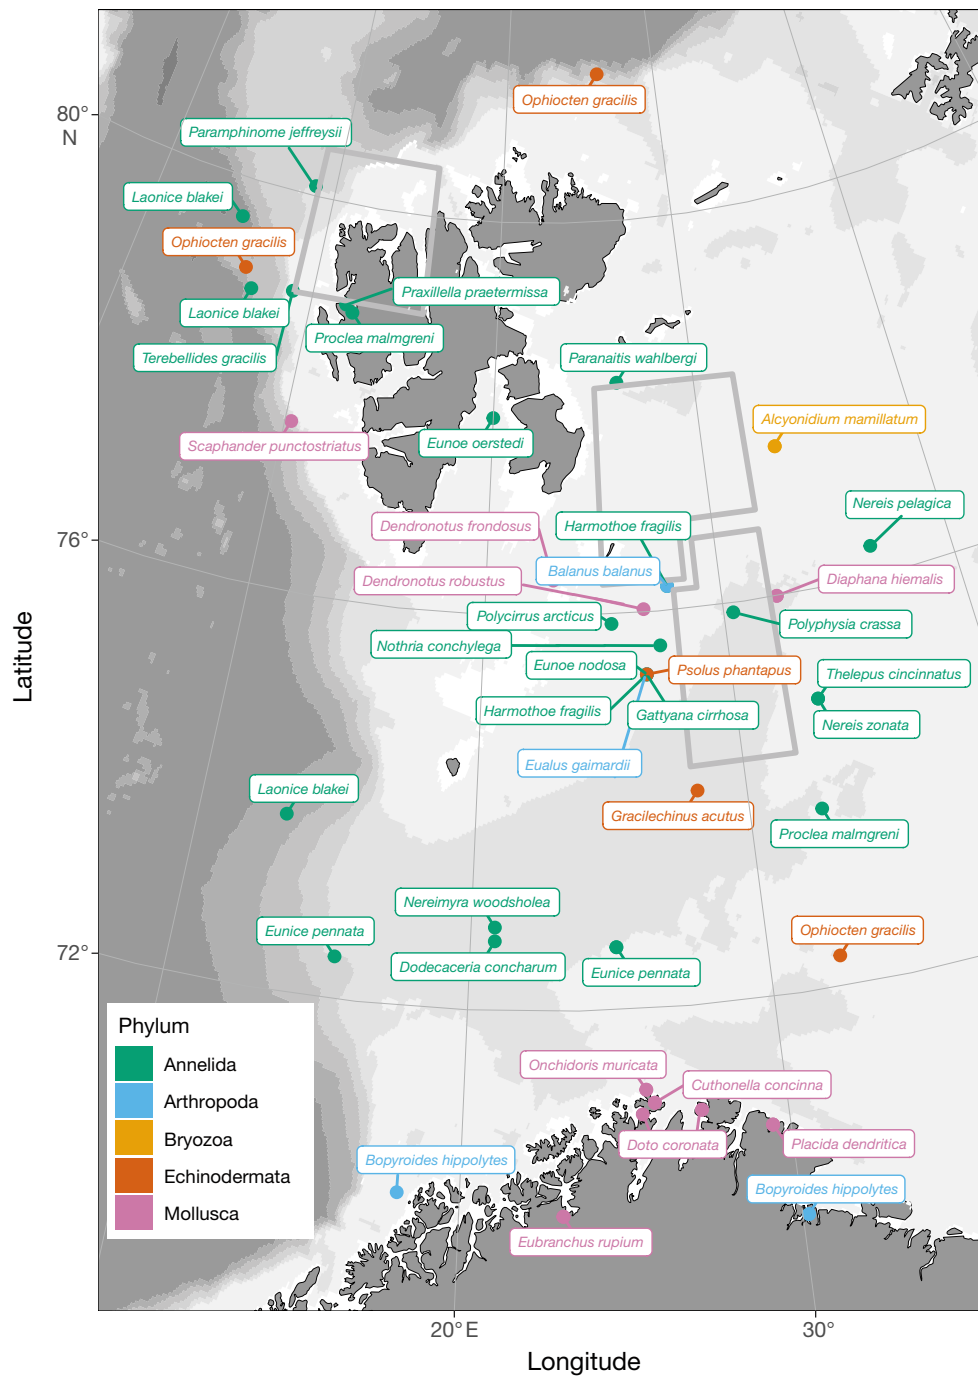 Ophiocten gracilis
80°
N
Paramphinome jeffreysii
Laonice blakei
Ophiocten gracilis
Praxillella praetermissa
Laonice blakei
Proclea malmgreni
Terebellides gracilis
Paranaitis wahlbergi
Alcyonidium mamillatum
Scaphander punctostriatus
Eunoe oerstedi
Nereis pelagica
Dendronotus frondosus
Harmothoe fragilis
76°
Balanus balanus
Dendronotus robustus
Diaphana hiemalis
Polycirrus arcticus
Polyphysia crassa
Nothria conchylega
Eunoe nodosa
Psolus phantapus
Thelepus cincinnatus
Harmothoe fragilis
Gattyana cirrhosa
Nereis zonata
Latitude
Eualus gaimardii
Laonice blakei
Gracilechinus acutus
Proclea malmgreni
Nereimyra woodsholea
Eunice pennata
Ophiocten gracilis
72°
Dodecaceria concharum
Eunice pennata
Phylum
Annelida
Arthropoda
Bryozoa
Echinodermata
Mollusca
Onchidoris muricata
Cuthonella concinna
Doto coronata
Placida dendritica
Bopyroides hippolytes
Bopyroides hippolytes
Eubranchus rupium
20° E
30°
Longitude